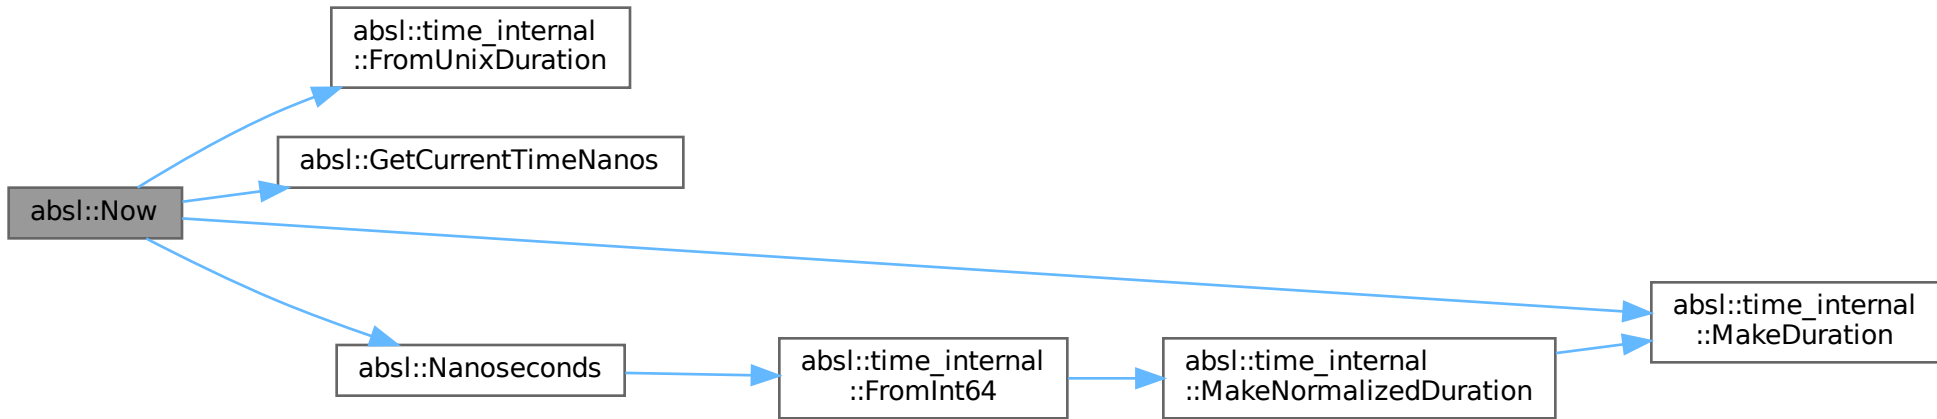 absl::time_internal
::FromUnixDuration
absl::GetCurrentTimeNanos
absl::Now
absl::time_internal
::MakeDuration
absl::Nanoseconds
absl::time_internal
::FromInt64
absl::time_internal
::MakeNormalizedDuration